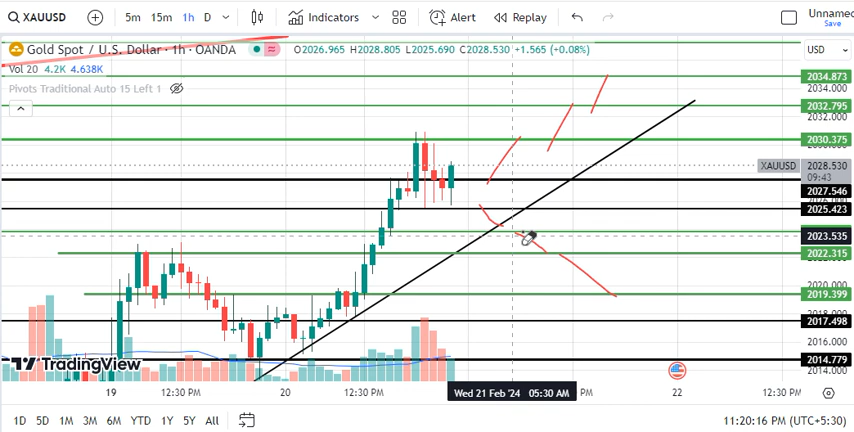 XAUUSD 5m 15m 1h D Indicators Alert Replay Unnamed
Save
Gold Spot / U.S. Dollar · 1h · OANDA O2026.965 H2028.805 L2025.690 C2028.530 +1.565 (+0.08%) USD
Vol 20 4.2K 4.638K
Pivots Traditional Auto 15 Left 1
2034.873
2034.000
2032.795
2032.000
2030.375
XAUUSD 2028.530
09:43
2027.546
2025.423
2023.535
2022.315
2020.000
2019.399
2017.498
2016.000
2014.779
2014.000
TradingView
19 12:30 PM 20 12:30 PM Wed 21 Feb '24 05:30 AM PM 22 12:30 PM
1D 5D 1M 3M 6M YTD 1Y 5Y All 11:20:16 PM (UTC+5:30)